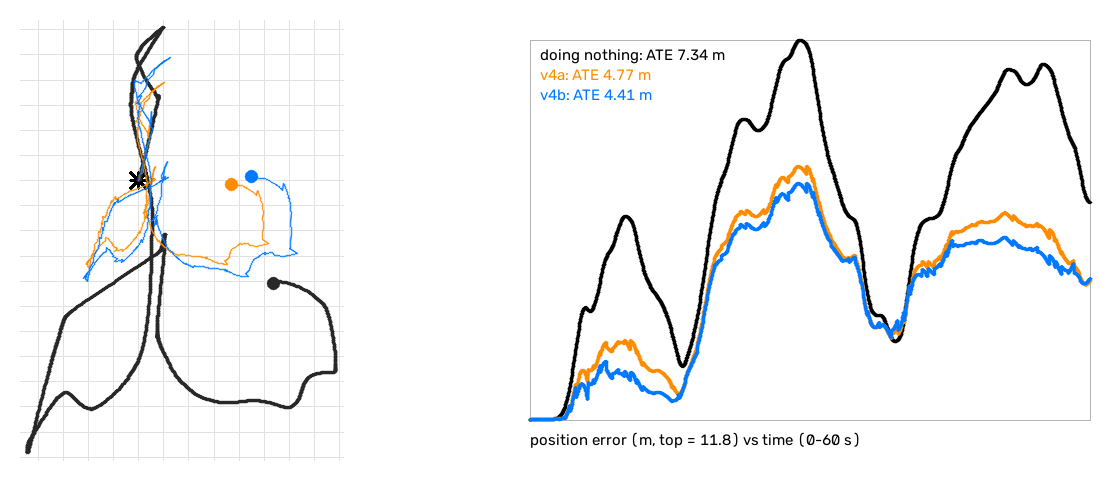 doing nothing: ATE 7.34 m
v4a: ATE 4.77 m
v4b: ATE 4.41 m
position error (m, top = 11.8) vs time (0-60 s)